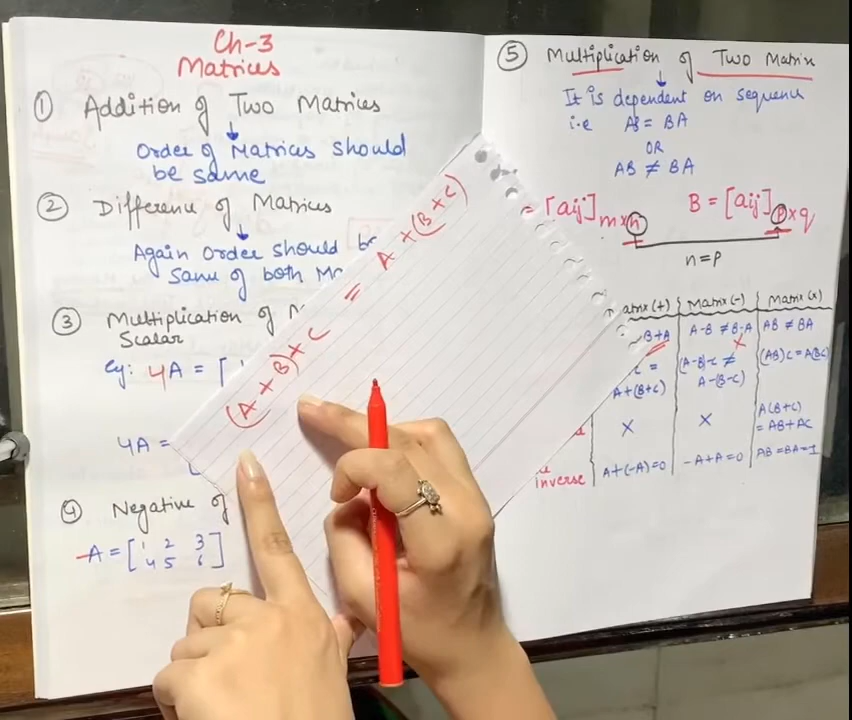 Ch-3
Matrices
① Addition of Two Matrices
Order of Matrices should
be same
② Difference of Matrices
Again Order should be
same of both
③ Multiplication of
Scalar
eg: 4A = [
4A =
④ Negative of
-A = [1 2 3
4 5 6]
(A + B) + C = A + (B + C)
⑤ Multiplication of Two Matrix
It is dependent on sequence
i.e AB = BA
OR
AB ≠ BA
= [aij] m×n B = [aij] p×q
n=p
Matrix (-) Matrix (x)
B+A A-B ≠ B-A AB ≠ BA
C = (A-B)-C ≠ (AB)C = A(BC)
A+(B+C) A-(B-C)
X X A(B+C)
= AB+AC
inverse A+(-A)=0 -A+A=0 AB=BA=I